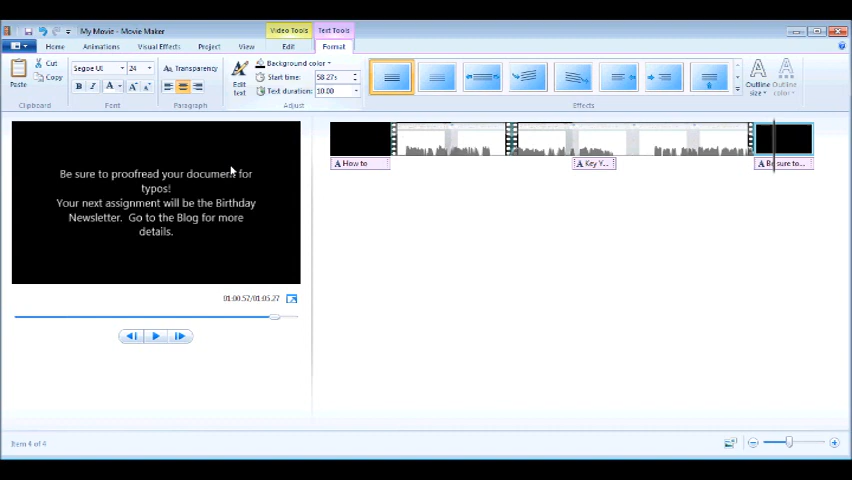 My Movie - Movie Maker
Video Tools
Text Tools
Home
Animations
Visual Effects
Project
View
Edit
Format
Paste
Cut
Copy
Clipboard
Segoe UI
24
B I A A A
Font
Transparency
Paragraph
Edit text
Background color
Start time: 58.27s
Text duration: 10.00
Adjust
Effects
Outline size
Outline color
Be sure to proofread your document for
typos!
Your next assignment will be the Birthday
Newsletter. Go to the Blog for more
details.
01:00.57/01:05.27
A How to
A Key Y...
A Be sure to...
Item 4 of 4